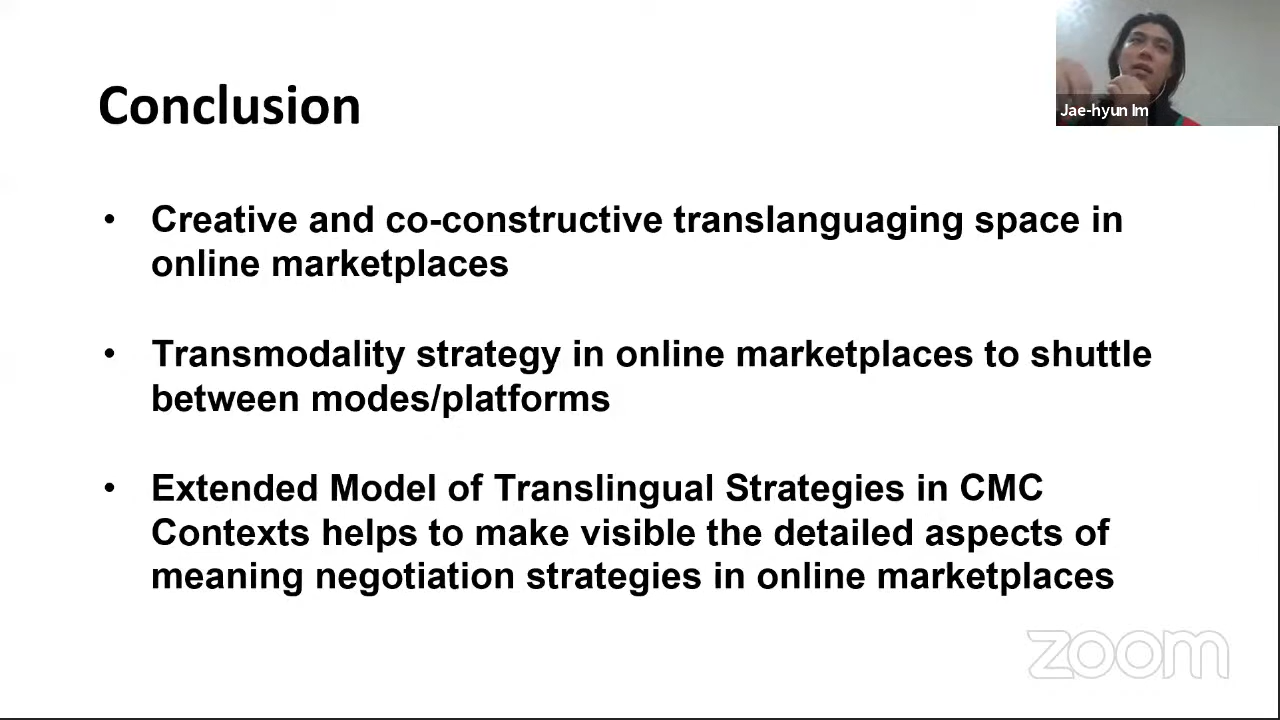 Conclusion
Jae-hyun Im
• Creative and co-constructive translanguaging space in
online marketplaces
• Transmodality strategy in online marketplaces to shuttle
between modes/platforms
• Extended Model of Translingual Strategies in CMC
Contexts helps to make visible the detailed aspects of
meaning negotiation strategies in online marketplaces
zoom